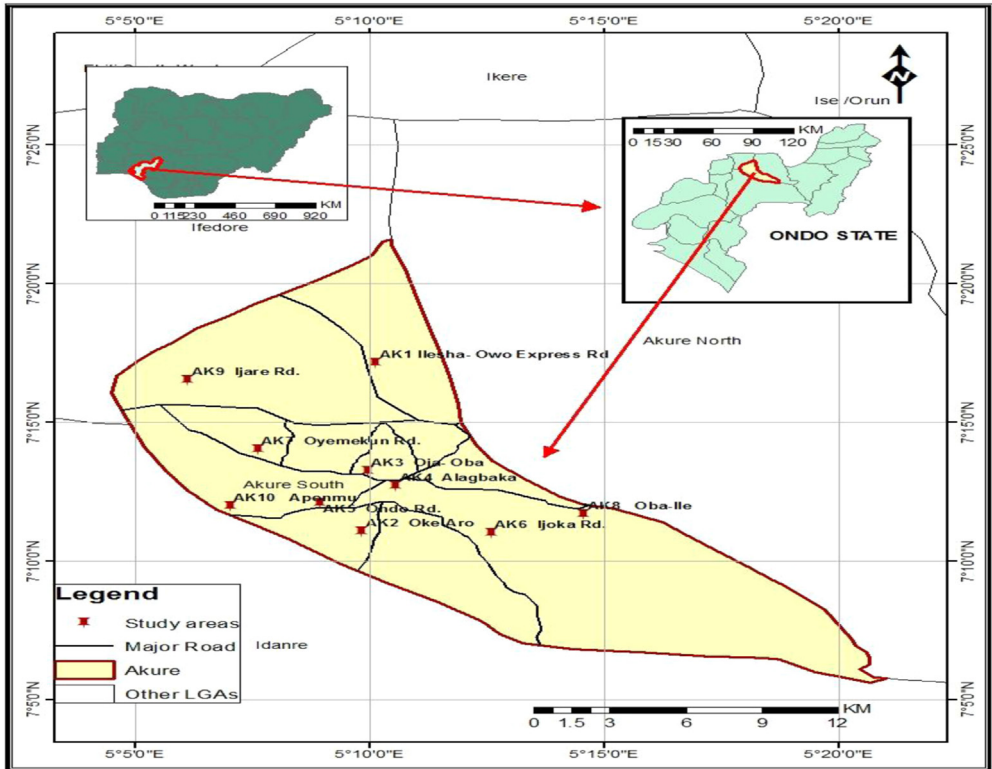 5°5'0"E 5°10'0"E 5°15'0"E 5°20'0"E
Ikere
Ise /Orun
N
KM
0 115230 460 690 920
Ifedore
KM
0 15 30 60 90 120
ONDO STATE
7°25'0"N 7°25'0"N
7°20'0"N 7°20'0"N
Akure North
AK1 Ilesha- Owo Express Rd
AK9 Ijare Rd.
7°15'0"N 7°15'0"N
AK7 Oyemekun Rd.
AK3 Oja- Oba
AK4 Alagbaka
Akure South
AK10 Aponmu
AK5 Ondo Rd.
AK8 Oba-Ile
AK2 Oke Aro
AK6 Ijoka Rd.
7°10'0"N 7°10'0"N
Legend
Study areas
Major Road
Akure
Other LGAs
Idanre
7°5'0"N 7°5'0"N
KM
0 1.5 3 6 9 12
5°5'0"E 5°10'0"E 5°15'0"E 5°20'0"E